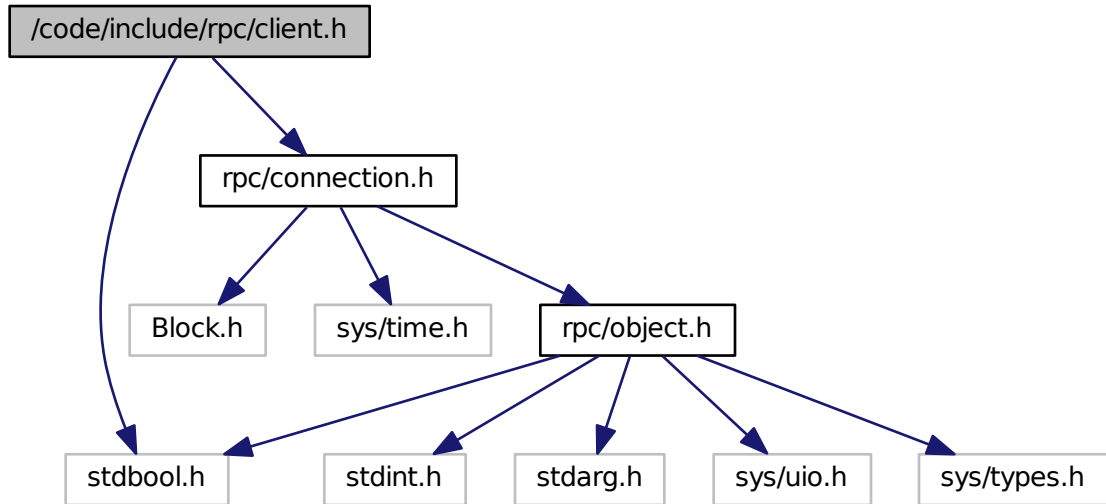 /code/include/rpc/client.h
rpc/connection.h
Block.h
sys/time.h
rpc/object.h
stdbool.h
stdint.h
stdarg.h
sys/uio.h
sys/types.h